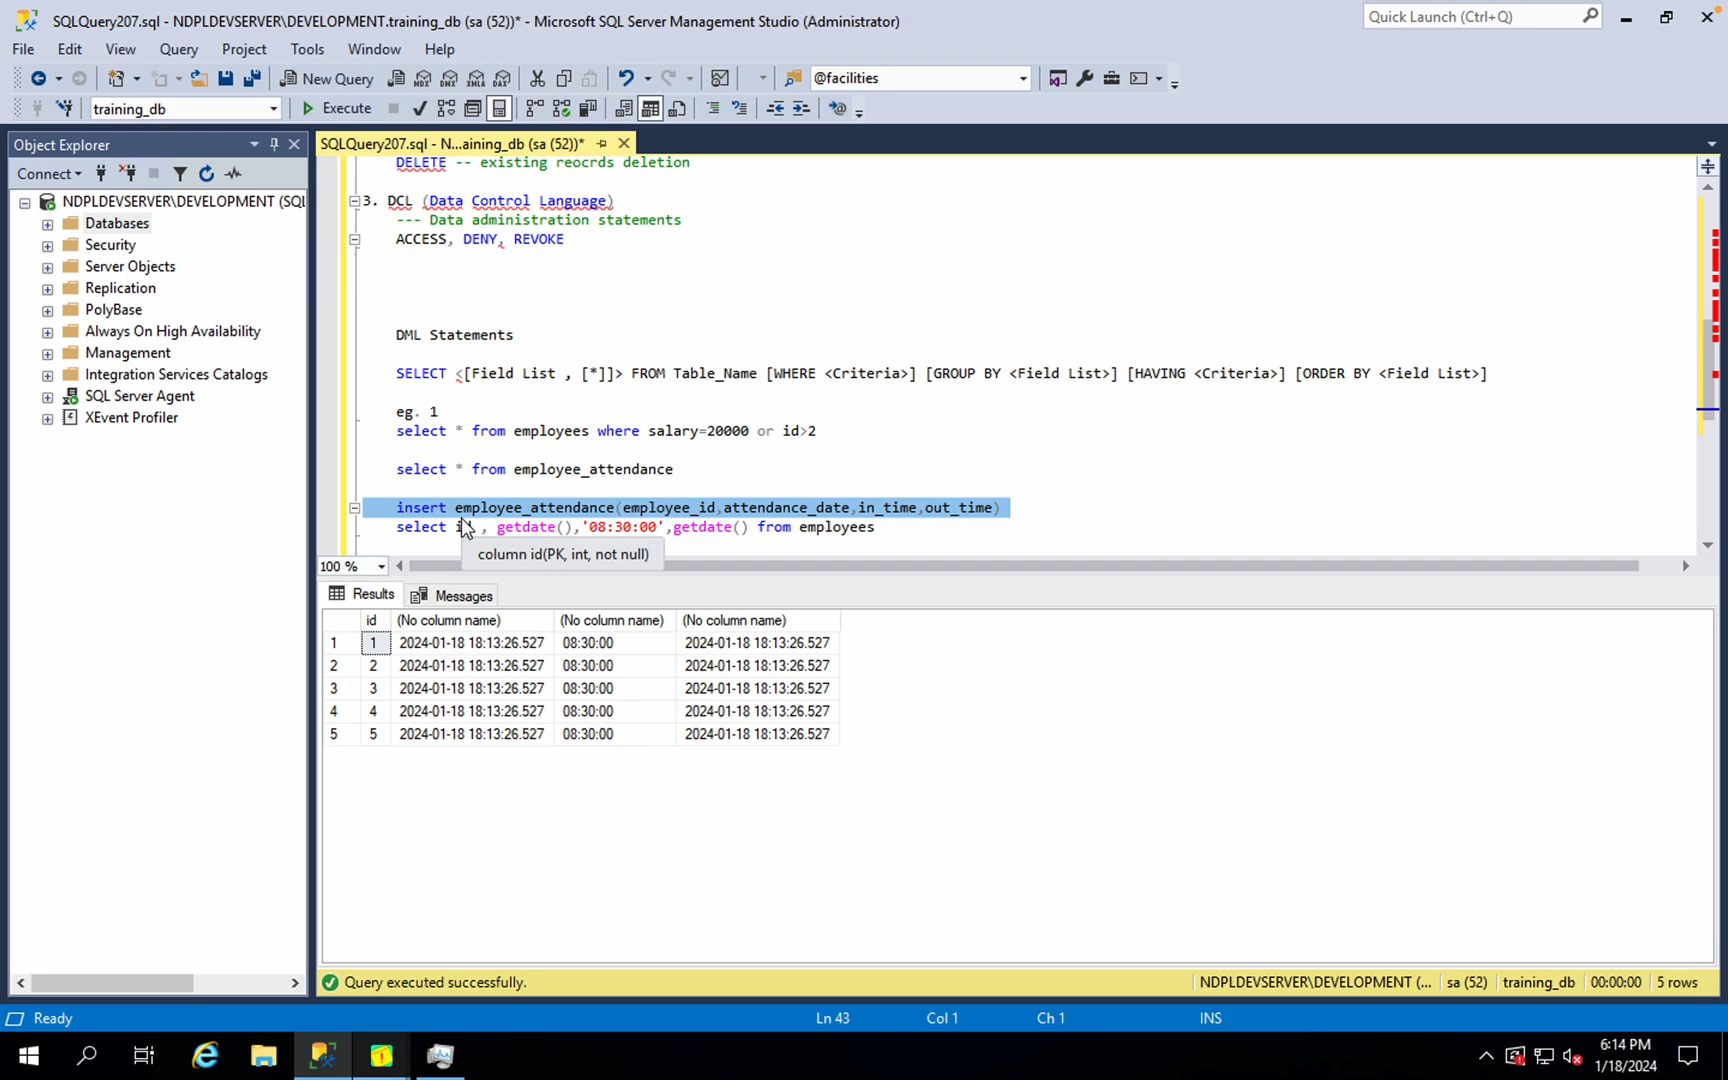 SQLQuery207.sql - NDPLDEVSERVER\DEVELOPMENT.training_db (sa (52))* - Microsoft SQL Server Management Studio (Administrator)
Quick Launch (Ctrl+Q)
File Edit View Query Project Tools Window Help
New Query
MDX DMX XMLA DAX
@facilities
training_db
Execute
Object Explorer
SQLQuery207.sql - N...aining_db (sa (52))*
Connect
NDPLDEVSERVER\DEVELOPMENT (SQL
Databases
Security
Server Objects
Replication
PolyBase
Always On High Availability
Management
Integration Services Catalogs
SQL Server Agent
XEvent Profiler
DELETE -- existing reocrds deletion
3. DCL (Data Control Language)
--- Data administration statements
ACCESS, DENY, REVOKE
DML Statements
SELECT <[Field List , [*]]> FROM Table_Name [WHERE <Criteria>] [GROUP BY <Field List>] [HAVING <Criteria>] [ORDER BY <Field List>]
eg. 1
select * from employees where salary=20000 or id>2
select * from employee_attendance
insert employee_attendance(employee_id,attendance_date,in_time,out_time)
select id , getdate(),'08:30:00',getdate() from employees
column id(PK, int, not null)
100 %
Results Messages
id (No column name) (No column name) (No column name)
1 1 2024-01-18 18:13:26.527 08:30:00 2024-01-18 18:13:26.527
2 2 2024-01-18 18:13:26.527 08:30:00 2024-01-18 18:13:26.527
3 3 2024-01-18 18:13:26.527 08:30:00 2024-01-18 18:13:26.527
4 4 2024-01-18 18:13:26.527 08:30:00 2024-01-18 18:13:26.527
5 5 2024-01-18 18:13:26.527 08:30:00 2024-01-18 18:13:26.527
Query executed successfully.
NDPLDEVSERVER\DEVELOPMENT (... sa (52) training_db 00:00:00 5 rows
Ready Ln 43 Col 1 Ch 1 INS
6:14 PM
1/18/2024